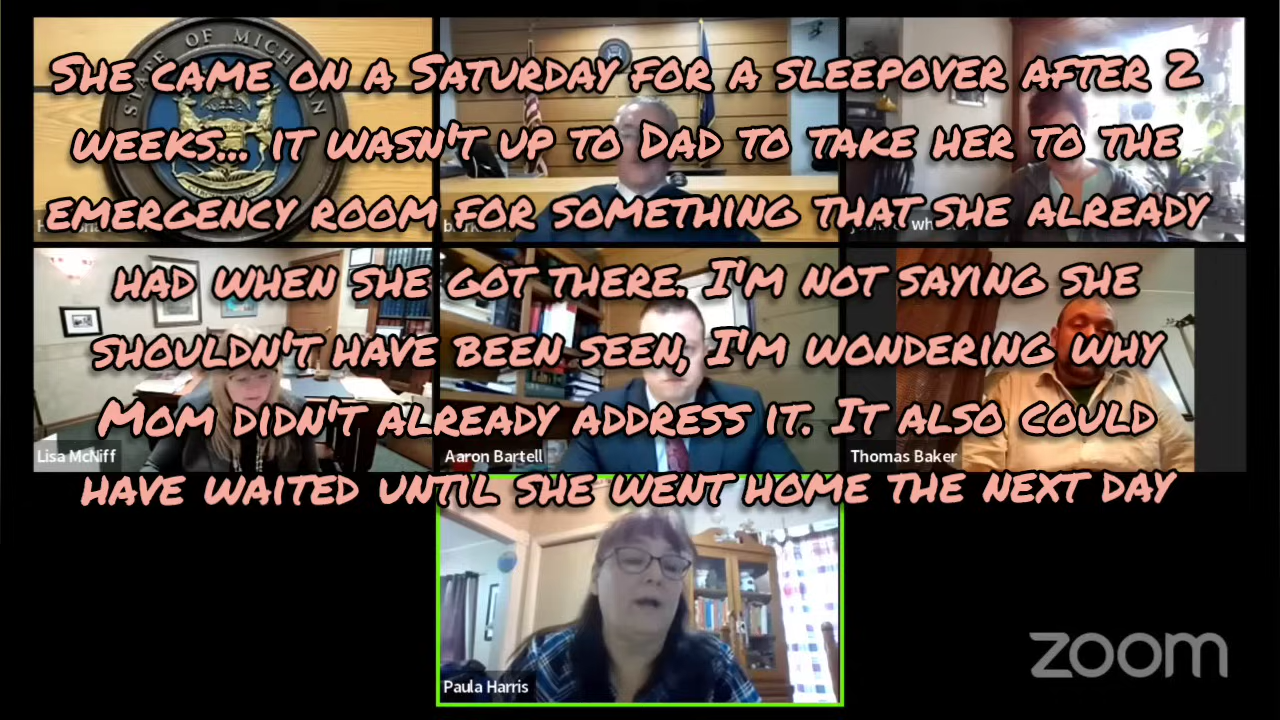 She came on a Saturday for a sleepover after 2
weeks... it wasn't up to Dad to take her to the
emergency room for something that she already
had when she got there. I'm not saying she
shouldn't have been seen, I'm wondering why
Mom didn't already address it. It also could
have waited until she went home the next day
STATE OF MICH
Lisa McNiff
Aaron Bartell
Thomas Baker
Paula Harris
zoom